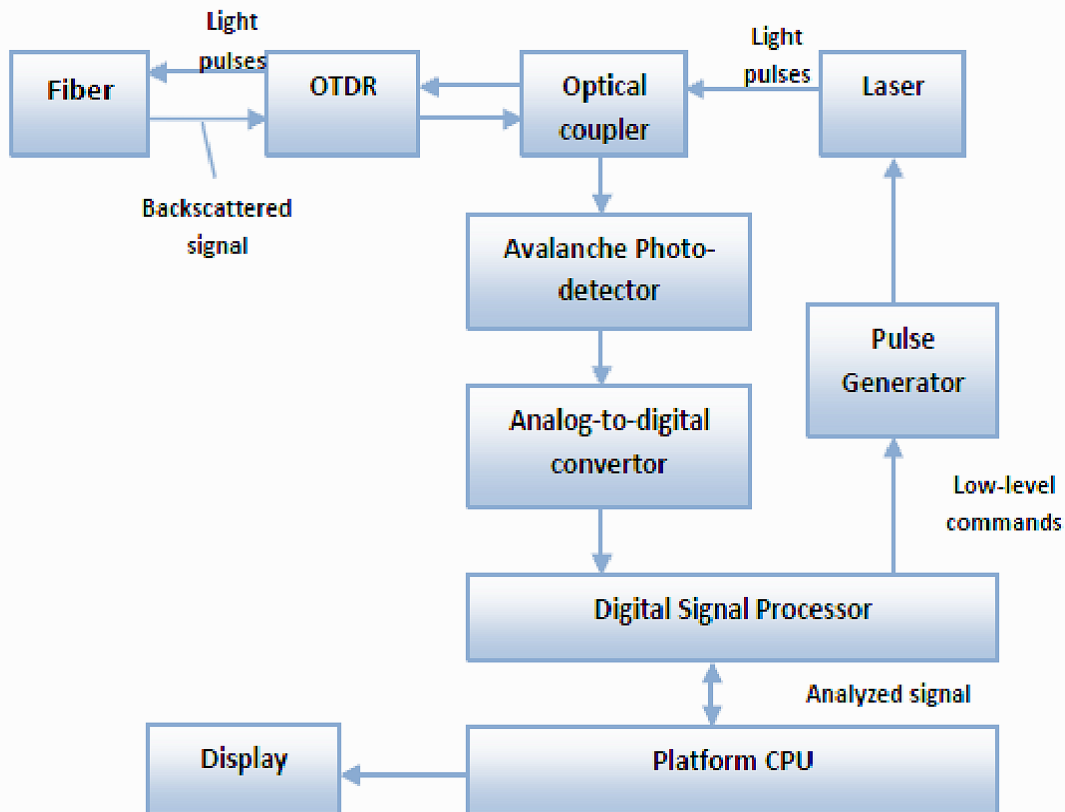 Light
pulses
Light
pulses
Fiber
OTDR
Optical
coupler
Laser
Backscattered
signal
Avalanche Photo-
detector
Pulse
Generator
Analog-to-digital
convertor
Low-level
commands
Digital Signal Processor
Analyzed signal
Display
Platform CPU